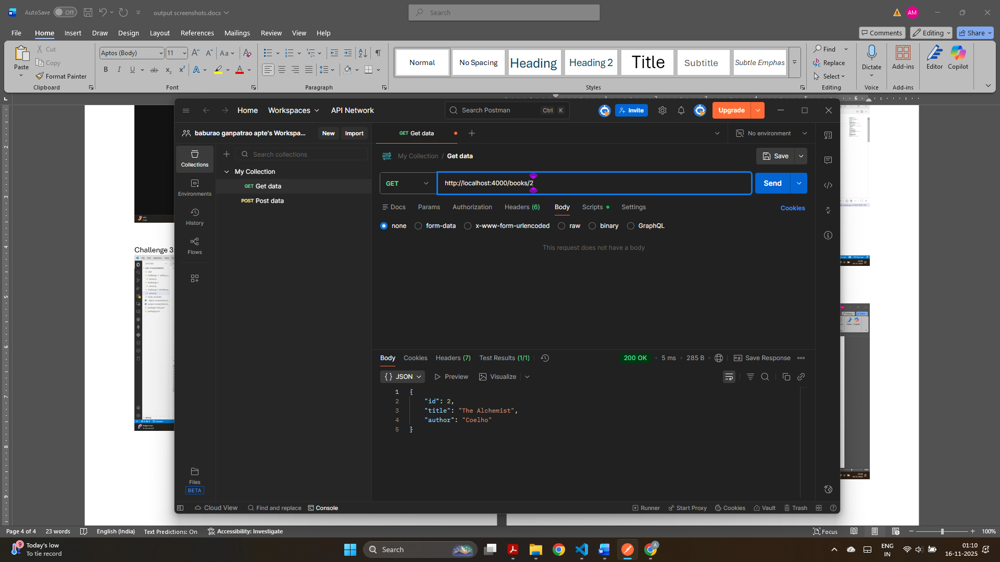 AutoSave Off output screenshots.docx Search AM
File Home Insert Draw Design Layout References Mailings Review View Help Comments Editing Share
Paste Cut Copy Format Painter Clipboard
Aptos (Body) 11 Font
Paragraph
Normal No Spacing Heading Heading 2 Title Subtitle Subtle Emphas Styles
Find Replace Select Editing
Dictate Voice
Add-ins Add-ins
Editor Copilot
Home Workspaces API Network Search Postman Ctrl K Invite Upgrade
baburao ganpatrao apte's Workspa... New Import
GET Get data No environment
Collections
Environments
History
Flows
Files
BETA
Search collections
My Collection
GET Get data
POST Post data
HTTP My Collection / Get data Save
GET http://localhost:4000/books/2 Send
Docs Params Authorization Headers (6) Body Scripts Settings Cookies
none form-data x-www-form-urlencoded raw binary GraphQL
This request does not have a body
Body Cookies Headers (7) Test Results (1/1) 200 OK 5 ms 285 B Save Response
{} JSON Preview Visualize
1 {
2 "id": 2,
3 "title": "The Alchemist",
4 "author": "Coelho"
5 }
Cloud View Find and replace Console Runner Start Proxy Cookies Vault Trash
Challenge 3:
Page 4 of 4 23 words English (India) Text Predictions: On Accessibility: Investigate Focus 100%
9 Today's low
To tie record
Search
ENG
IN
01:10
16-11-2025